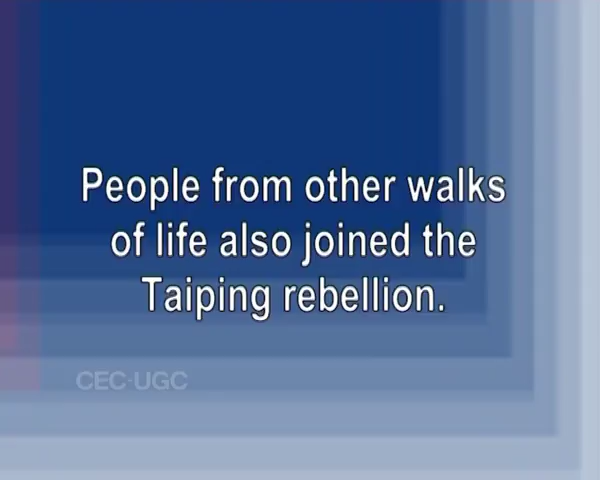 People from other walks
of life also joined the
Taiping rebellion.
CEC-UGC